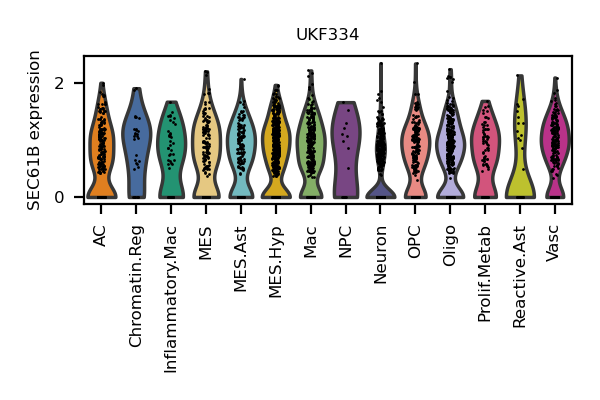 UKF334
SEC61B expression
2
0
AC
Chromatin.Reg
Inflammatory.Mac
MES
MES.Ast
MES.Hyp
Mac
NPC
Neuron
OPC
Oligo
Prolif.Metab
Reactive.Ast
Vasc